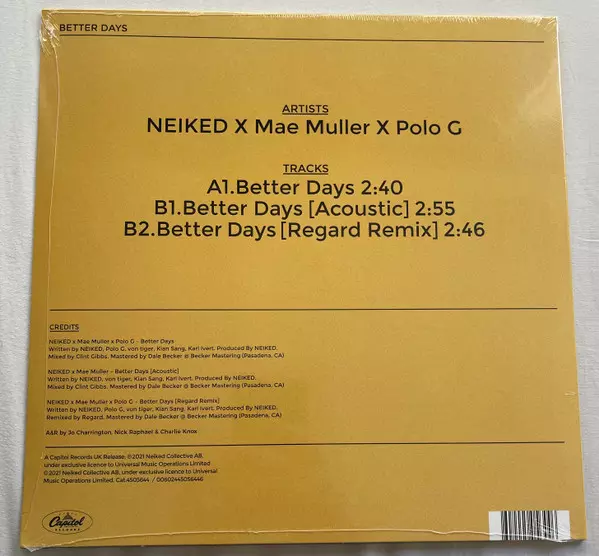 BETTER DAYS
ARTISTS
NEIKED X Mae Muller X Polo G
TRACKS
A1.Better Days 2:40
B1.Better Days [Acoustic] 2:55
B2.Better Days [Regard Remix] 2:46
CREDITS
NEIKED x Mae Muller x Polo G - Better Days
Written by NEIKED, Polo G, von tiger, Kian Sang, Karl Ivert. Produced By NEIKED.
Mixed by Clint Gibbs. Mastered by Dale Becker @ Becker Mastering (Pasadena, CA)
NEIKED x Mae Muller - Better Days [Acoustic]
Written by NEIKED, von tiger, Kian Sang, Karl Ivert. Produced By NEIKED.
Mixed by Clint Gibbs. Mastered by Dale Becker @ Becker Mastering (Pasadena, CA)
NEIKED x Mae Muller x Polo G - Better Days [Regard Remix]
Written by NEIKED, Polo G, von tiger, Kian Sang, Karl Ivert. Produced By NEIKED.
Remixed by Regard. Mastered by Dale Becker @ Becker Mastering (Pasadena, CA)
A&R by Jo Charrington, Nick Raphael & Charlie Knox
A Capitol Records UK Release; ©2021 Neiked Collective AB,
under exclusive licence to Universal Music Operations Limited
©2021 Neiked Collective AB, under exclusive licence to Universal
Music Operations Limited. Cat.4505644 / 00602445056446
Capitol
RECORDS